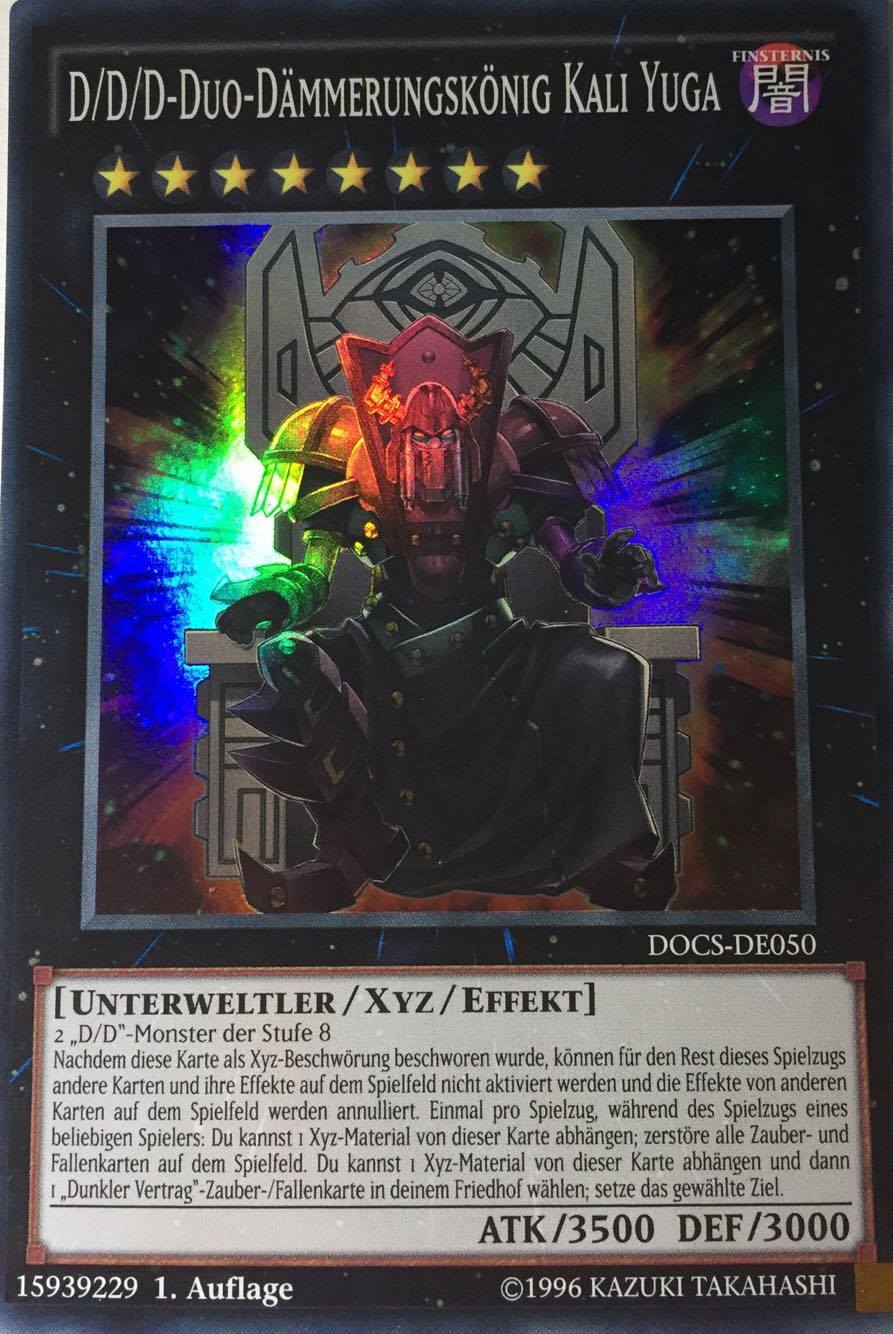 D/D/D-Duo-Dämmerungskönig Kali Yuga
FINSTERNIS
闇
DOCS-DE050
[Unterweltler/Xyz/Effekt]
2 „D/D"-Monster der Stufe 8
Nachdem diese Karte als Xyz-Beschwörung beschworen wurde, können für den Rest dieses Spielzugs
andere Karten und ihre Effekte auf dem Spielfeld nicht aktiviert werden und die Effekte von anderen
Karten auf dem Spielfeld werden annulliert. Einmal pro Spielzug, während des Spielzugs eines
beliebigen Spielers: Du kannst 1 Xyz-Material von dieser Karte abhängen; zerstöre alle Zauber- und
Fallenkarten auf dem Spielfeld. Du kannst 1 Xyz-Material von dieser Karte abhängen und dann
1 „Dunkler Vertrag"-Zauber-/Fallenkarte in deinem Friedhof wählen; setze das gewählte Ziel.
ATK/3500 DEF/3000
15939229 1. Auflage ©1996 KAZUKI TAKAHASHI